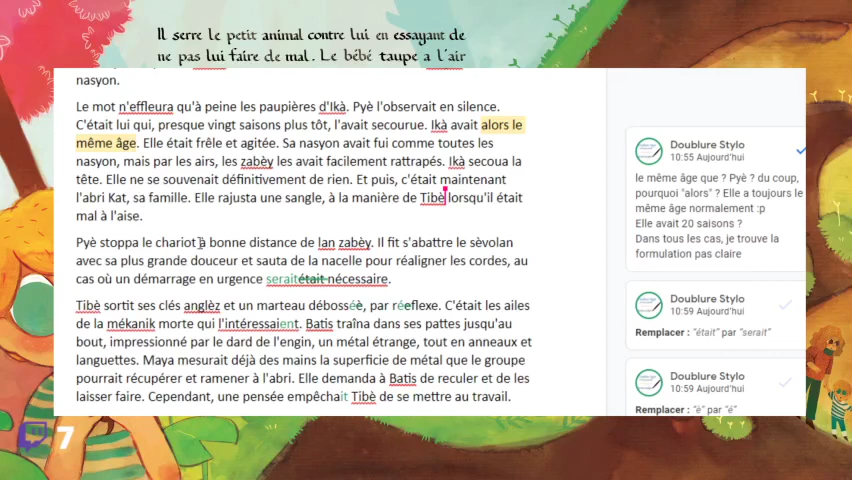 Il serre le petit animal contre lui en essayant de
ne pas lui faire de mal. Le bébé taupe a l'air
nasyon.
Le mot n'effleura qu'à peine les paupières d'Ikà. Pyè l'observait en silence.
C'était lui qui, presque vingt saisons plus tôt, l'avait secourue. Ikà avait alors le
même âge. Elle était frêle et agitée. Sa nasyon avait fui comme toutes les
nasyon, mais par les airs, les zabèy les avait facilement rattrapés. Ikà secoua la
tête. Elle ne se souvenait définitivement de rien. Et puis, c'était maintenant
l'abri Kat, sa famille. Elle rajusta une sangle, à la manière de Tibè lorsqu'il était
mal à l'aise.
Pyè stoppa le chariot à bonne distance de lan zabèy. Il fit s'abattre le sèvolan
avec sa plus grande douceur et sauta de la nacelle pour réaligner les cordes, au
cas où un démarrage en urgence seraitétait nécessaire.
Tibè sortit ses clés anglèz et un marteau débosséè, par réeflexe. C'était les ailes
de la mékanik morte qui l'intéressaient. Batis traîna dans ses pattes jusqu'au
bout, impressionné par le dard de l'engin, un métal étrange, tout en anneaux et
languettes. Maya mesurait déjà des mains la superficie de métal que le groupe
pourrait récupérer et ramener à l'abri. Elle demanda à Batis de reculer et de les
laisser faire. Cependant, une pensée empêchait Tibè de se mettre au travail.
Doublure Stylo
10:55 Aujourd'hui
le même âge que ? Pyè ? du coup,
pourquoi "alors" ? Elle a toujours le
même âge normalement :p
Elle avait 20 saisons ?
Dans tous les cas, je trouve la
formulation pas claire
Doublure Stylo
10:59 Aujourd'hui
Remplacer : "était" par "serait"
Doublure Stylo
10:59 Aujourd'hui
Remplacer : "è" par "é"
7